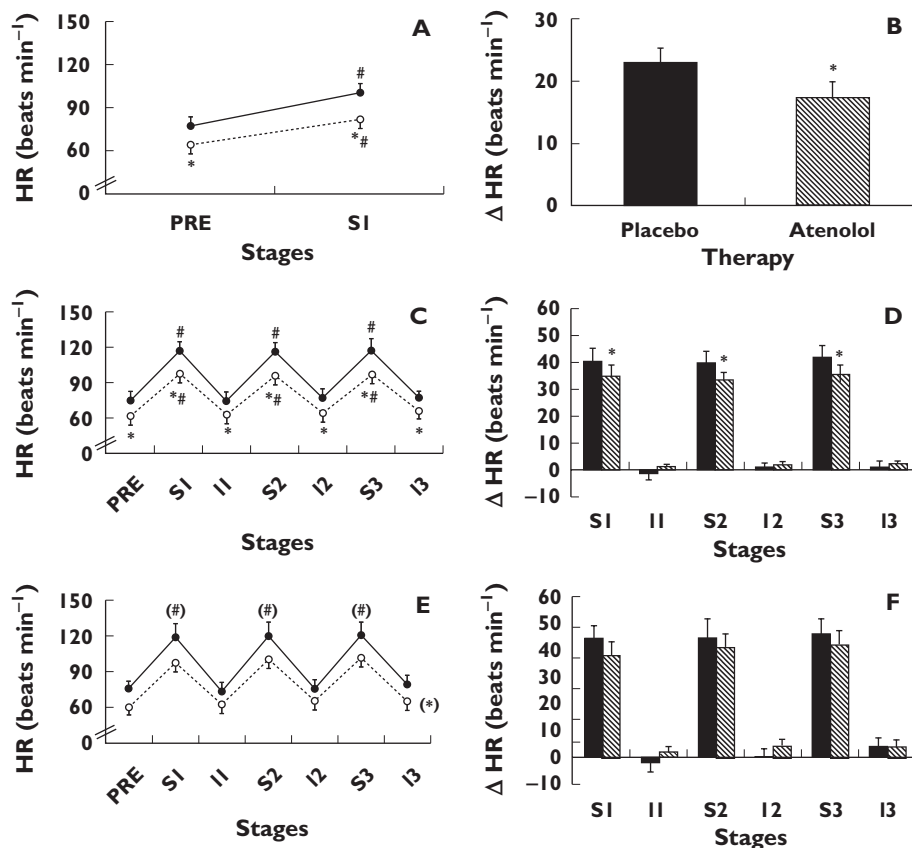 A
HR (beats min⁻¹)
150
120
90
60
0
#
*
*#
PRE S1
Stages
B
Δ HR (beats min⁻¹)
30
20
10
0
*
Placebo Atenolol
Therapy
C
HR (beats min⁻¹)
150
120
90
60
0
# # #
*# *# *#
* * * *
PRE S1 I1 S2 I2 S3 I3
Stages
D
Δ HR (beats min⁻¹)
60
50
40
30
20
10
0
−10
* * *
S1 I1 S2 I2 S3 I3
Stages
E
HR (beats min⁻¹)
150
120
90
60
0
(#) (#) (#)
(*)
PRE S1 I1 S2 I2 S3 I3
Stages
F
Δ HR (beats min⁻¹)
60
50
40
30
20
10
0
−10
S1 I1 S2 I2 S3 I3
Stages